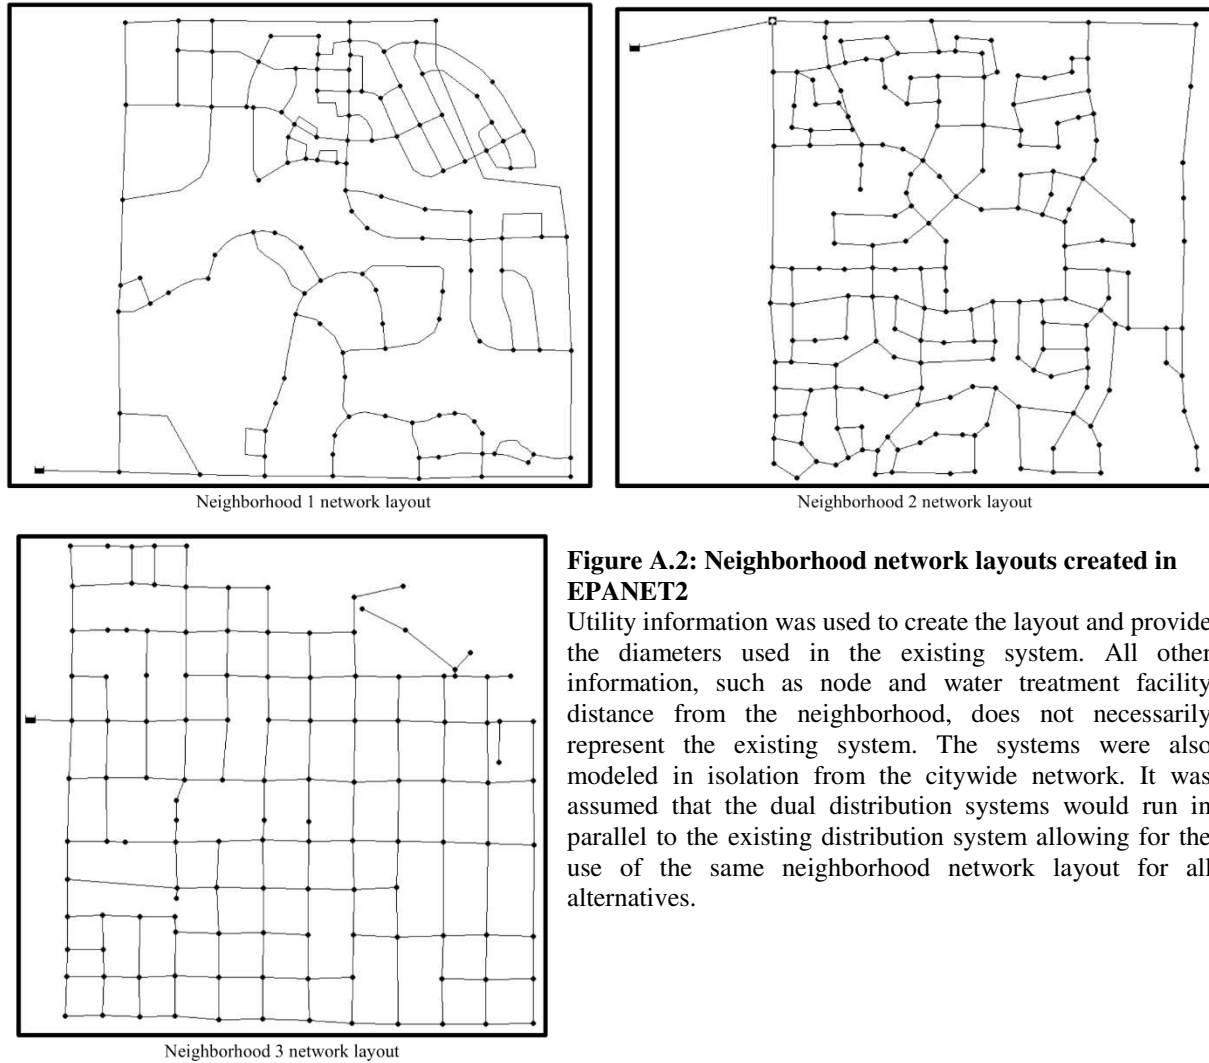 Neighborhood 1 network layout
Neighborhood 2 network layout
Neighborhood 3 network layout
Figure A.2: Neighborhood network layouts created in
EPANET2
Utility information was used to create the layout and provide
the diameters used in the existing system. All other
information, such as node and water treatment facility
distance from the neighborhood, does not necessarily
represent the existing system. The systems were also
modeled in isolation from the citywide network. It was
assumed that the dual distribution systems would run in
parallel to the existing distribution system allowing for the
use of the same neighborhood network layout for all
alternatives.